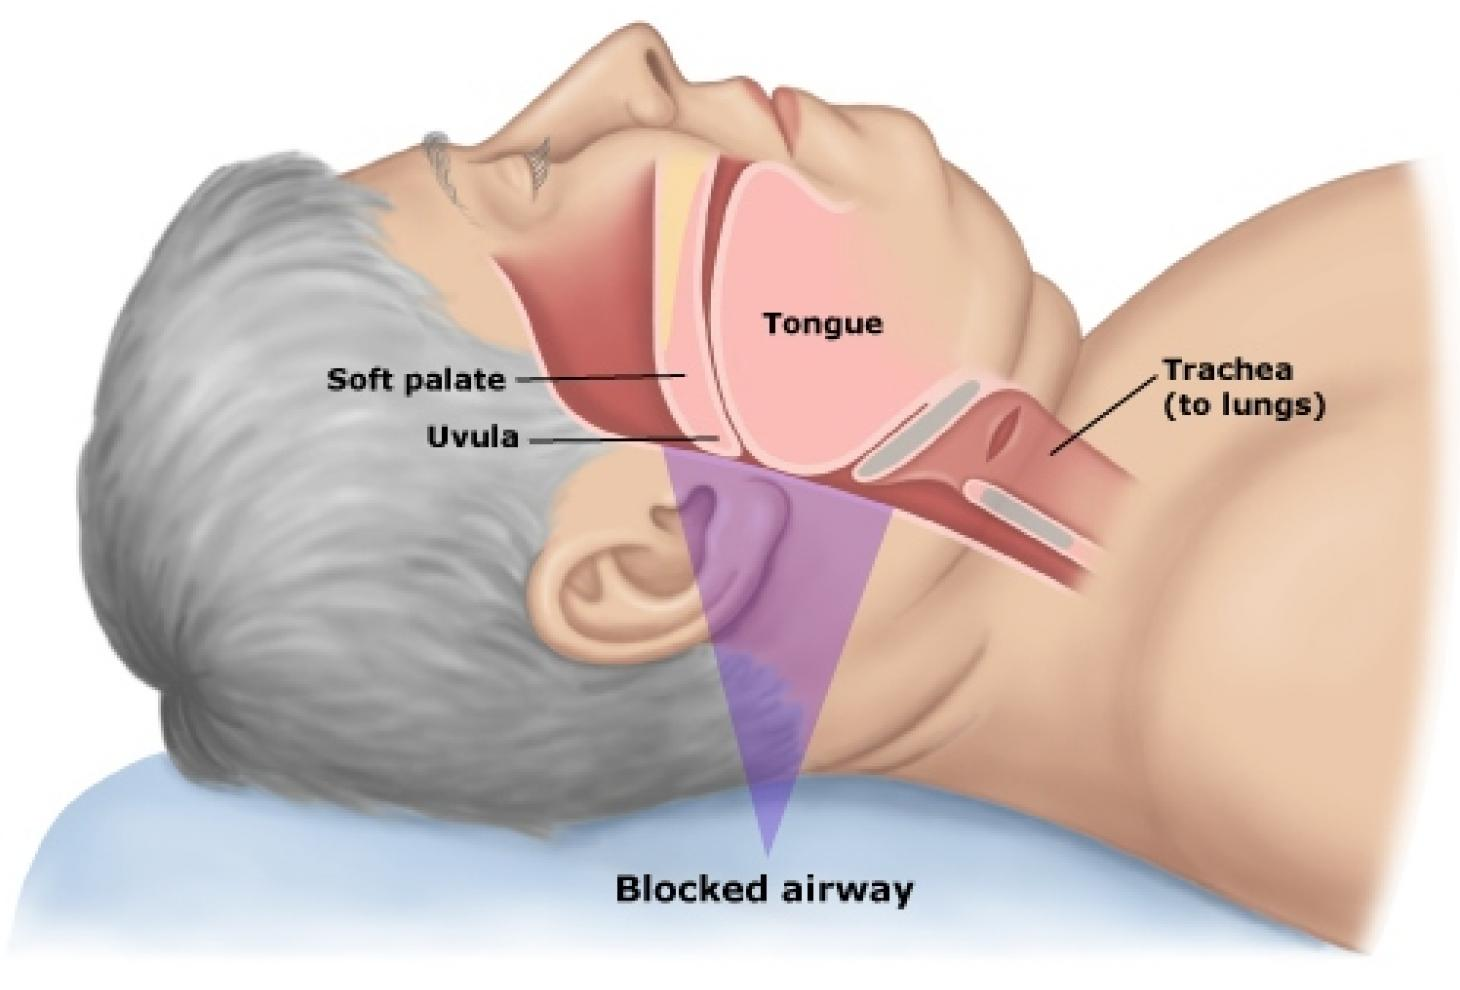 Tongue
Soft palate
Trachea
(to lungs)
Uvula
Blocked airway